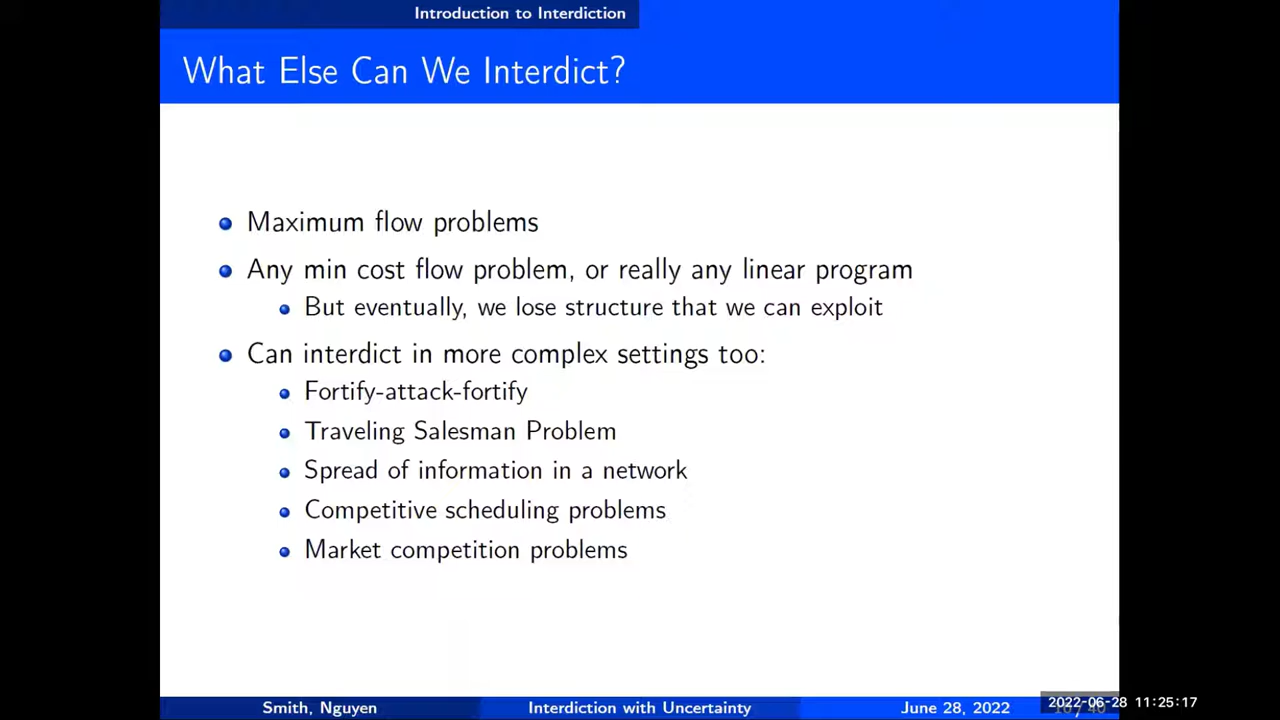 Introduction to Interdiction
What Else Can We Interdict?
Maximum flow problems
Any min cost flow problem, or really any linear program
But eventually, we lose structure that we can exploit
Can interdict in more complex settings too:
Fortify-attack-fortify
Traveling Salesman Problem
Spread of information in a network
Competitive scheduling problems
Market competition problems
Smith, Nguyen Interdiction with Uncertainty June 28, 2022
2022-06-28 11:25:17